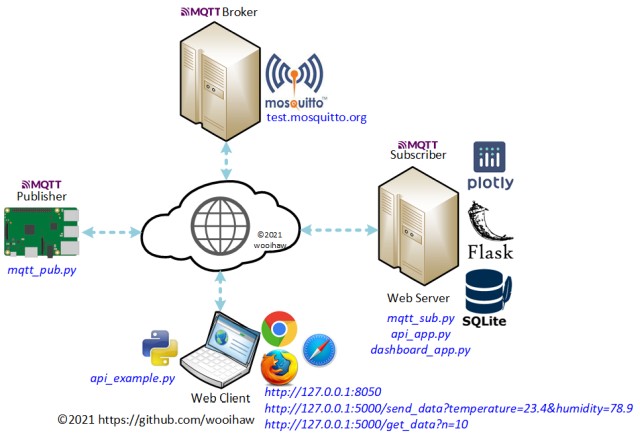 MQTT Broker
mosquitto™
test.mosquitto.org
MQTT
Publisher
mqtt_pub.py
©2021
wooihaw
MQTT
Subscriber
plotly
Flask
SQLite
Web Server
mqtt_sub.py
api_app.py
dashboard_app.py
api_example.py
Web Client
http://127.0.0.1:8050
http://127.0.0.1:5000/send_data?temperature=23.4&humidity=78.9
http://127.0.0.1:5000/get_data?n=10
©2021 https://github.com/wooihaw